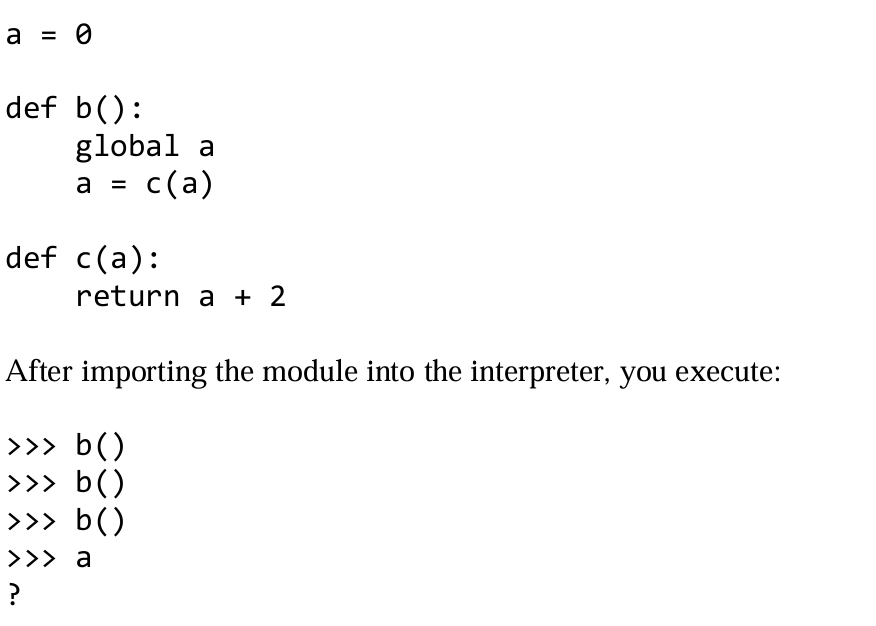 a = 0
def b():
    global a
    a = c(a)
def c(a):
    return a + 2
After importing the module into the interpreter, you execute:
>>> b()
>>> b()
>>> b()
>>> a
?